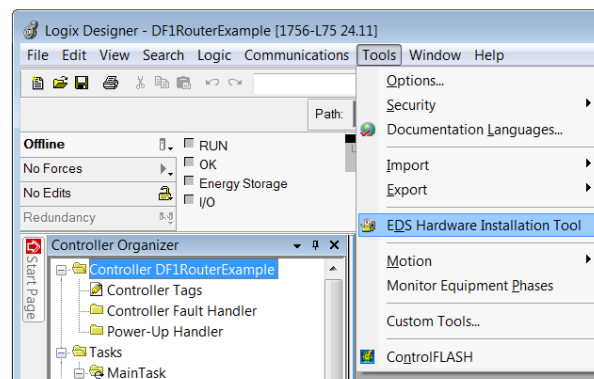 Logix Designer - DF1RouterExample [1756-L75 24.11]
File Edit View Search Logic Communications Tools Window Help
Path:
Offline
No Forces
No Edits
Redundancy
RUN
OK
Energy Storage
I/O
Start Page
Controller Organizer
Controller DF1RouterExample
Controller Tags
Controller Fault Handler
Power-Up Handler
Tasks
MainTask
Options...
Security
Documentation Languages...
Import
Export
EDS Hardware Installation Tool
Motion
Monitor Equipment Phases
Custom Tools...
ControlFLASH